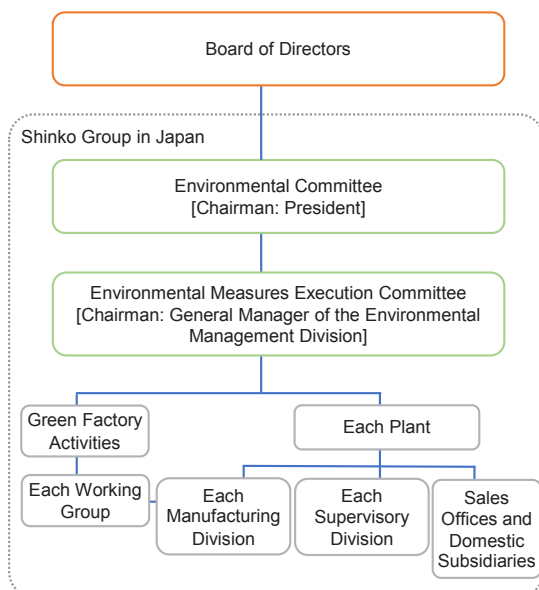 Board of Directors
Shinko Group in Japan
Environmental Committee
[Chairman: President]
Environmental Measures Execution Committee
[Chairman: General Manager of the Environmental
Management Division]
Green Factory
Activities
Each Plant
Each Working
Group
Each
Manufacturing
Division
Each
Supervisory
Division
Sales
Offices and
Domestic
Subsidiaries